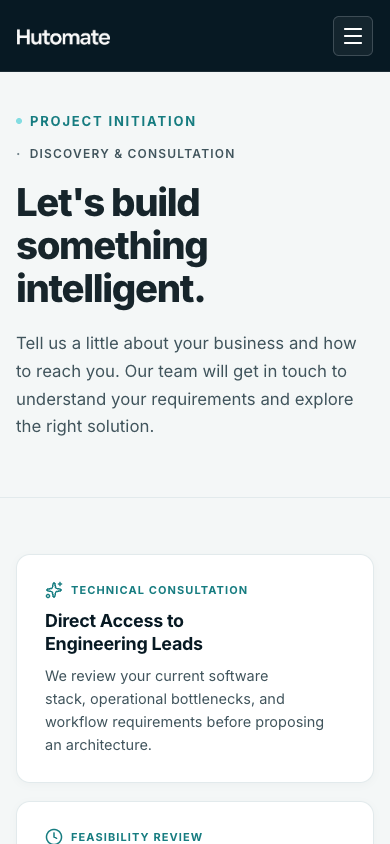 Hutomate
PROJECT INITIATION
· DISCOVERY & CONSULTATION
Let's build
something
intelligent.
Tell us a little about your business and how
to reach you. Our team will get in touch to
understand your requirements and explore
the right solution.
TECHNICAL CONSULTATION
Direct Access to
Engineering Leads
We review your current software
stack, operational bottlenecks, and
workflow requirements before proposing
an architecture.
FEASIBILITY REVIEW